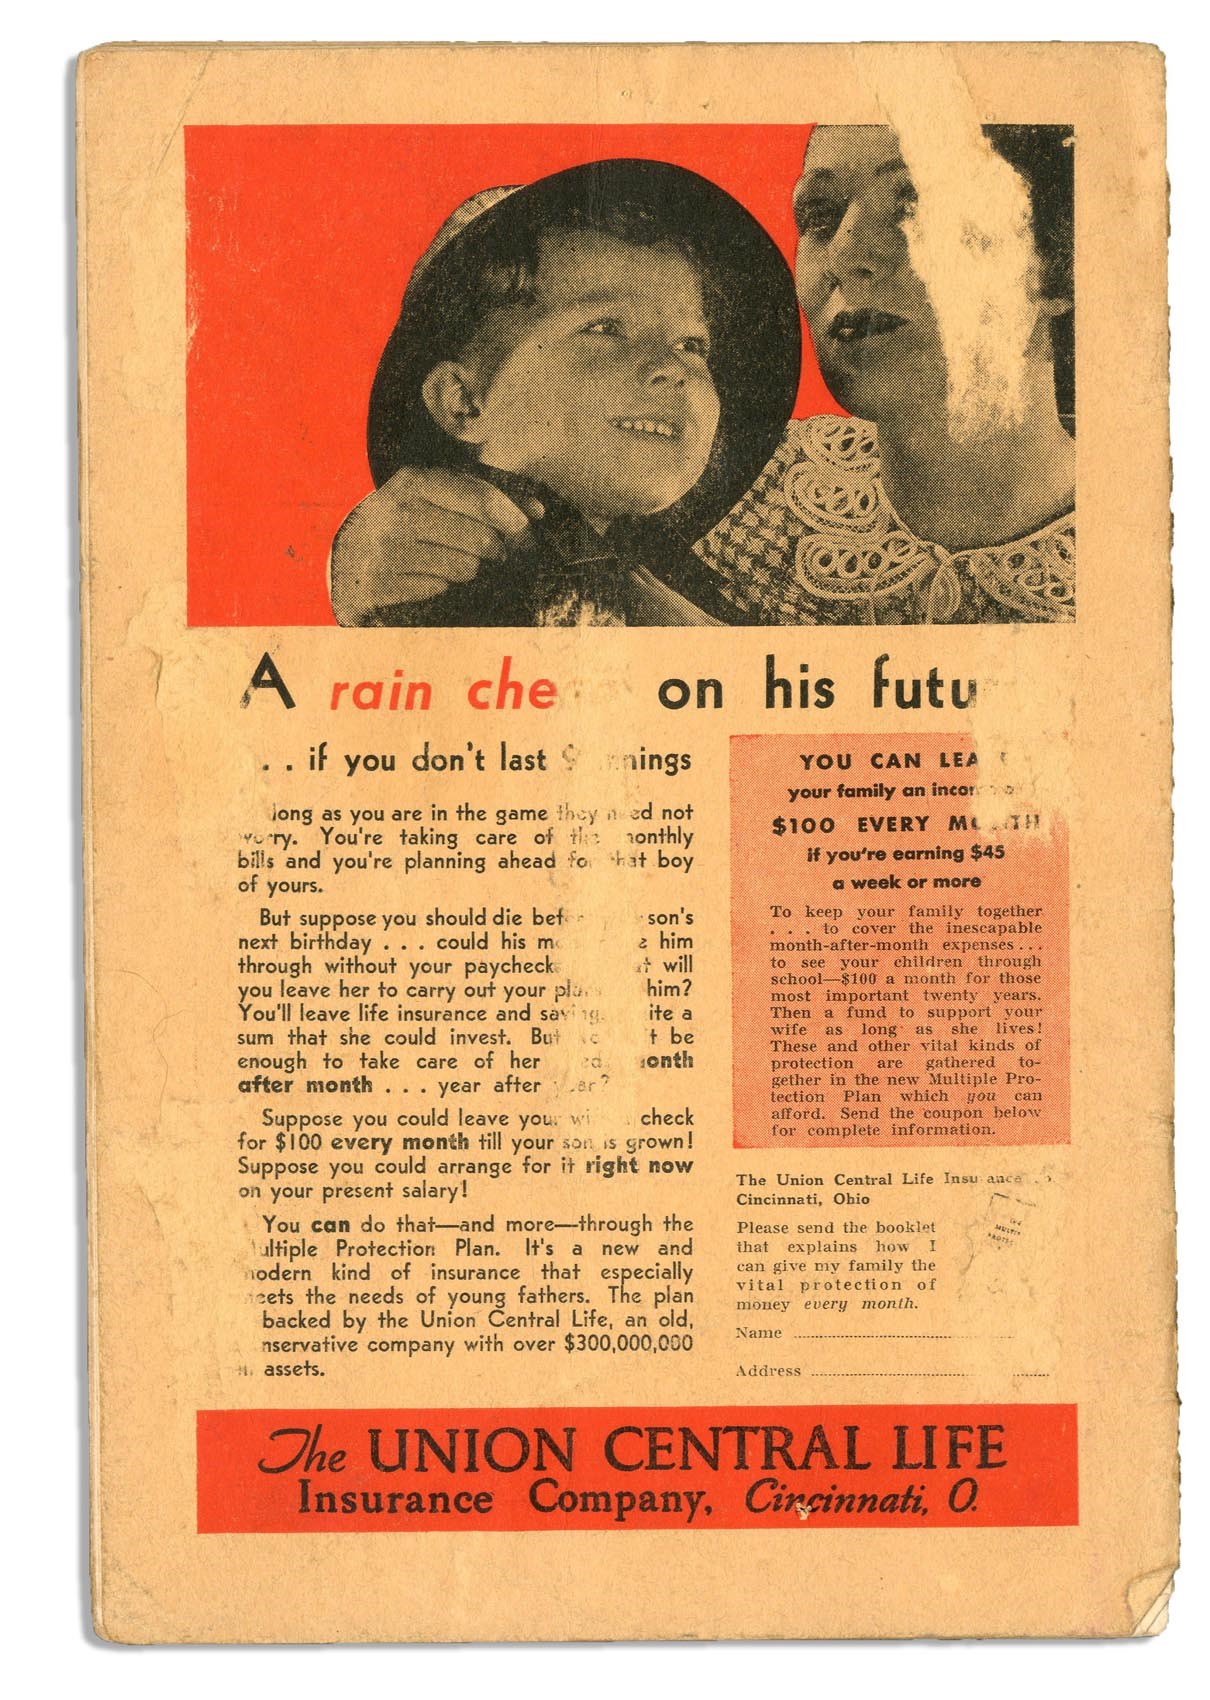 A rain on his
. . if you don't last
long as you are in the game they need not
worry. You're taking care of the monthly
bills and you're planning ahead for that boy
of yours.
But suppose you should die son's
next birthday . . . could his him
through without your paycheck will
you leave her to carry out your him?
You'll leave life insurance and a
sum that she could invest. But be
enough to take care of her month
after month . . . year after year?
Suppose you could leave your check
for $100 every month till your son is grown!
Suppose you could arrange for it right now
on your present salary!
You can do that—and more—through the
Multiple Protection Plan. It's a new and
modern kind of insurance that especially
meets the needs of young fathers. The plan
backed by the Union Central Life, an old,
conservative company with over $300,000,000
assets.
YOU CAN
your family an
$100 EVERY MONTH
if you're earning $45
a week or more
To keep your family together
. . . to cover the inescapable
month-after-month expenses . . .
to see your children through
school—$100 a month for those
most important twenty years.
Then a fund to support your
wife as long as she lives!
These and other vital kinds of
protection are gathered to-
gether in the new Multiple Pro-
tection Plan which you can
afford. Send the coupon below
for complete information.
The Union Central Life Insurance
Cincinnati, Ohio
Please send the booklet
that explains how I
can give my family the
vital protection of
money every month.
Name
Address
The UNION CENTRAL LIFE
Insurance Company, Cincinnati, O.